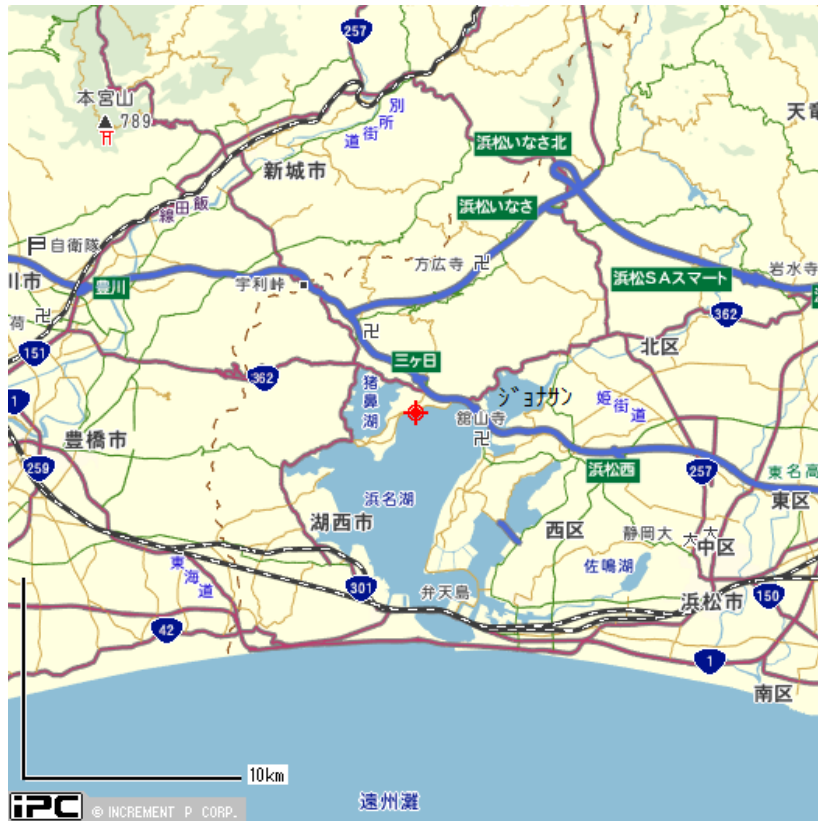 257
本宮山
789
別所街道
天竜
浜松いなさ北
新城市
飯田線
浜松いなさ
自衛隊
方広寺
岩水寺
川市
豊川
宇利峠
浜松SAスマート
荷
362
151
三ヶ日
北区
362
猪鼻湖
ジョナサン
姫街道
1
舘山寺
豊橋市
259
浜松西
257
東名高
浜名湖
東区
湖西市
西区
静岡大
中区
佐鳴湖
東海道
301
弁天島
浜松市
150
42
1
南区
10km
遠州灘
iPC
© INCREMENT P CORP.